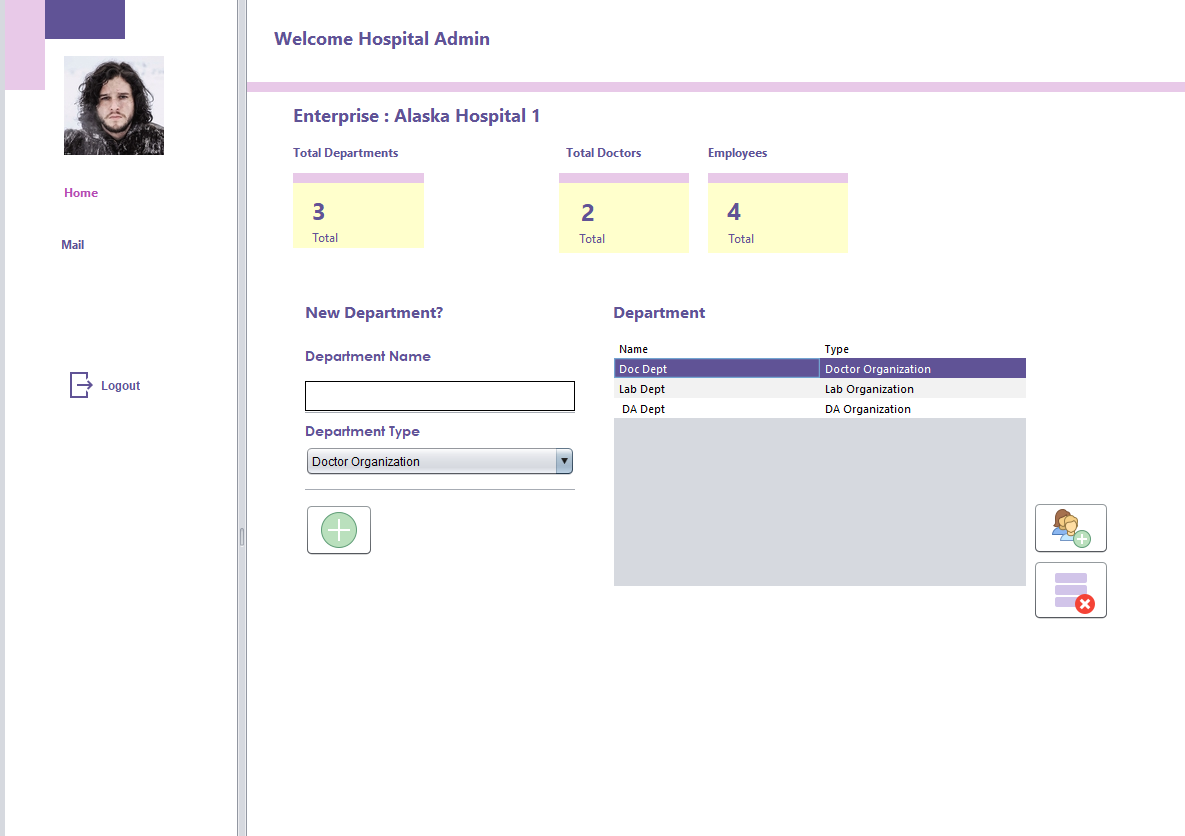 Welcome Hospital Admin
Home
Mail
Logout
Enterprise : Alaska Hospital 1
Total Departments
Total Doctors
Employees
3
Total
2
Total
4
Total
New Department?
Department Name
Department Type
Doctor Organization
Department
Name Type
Doc Dept Doctor Organization
Lab Dept Lab Organization
DA Dept DA Organization